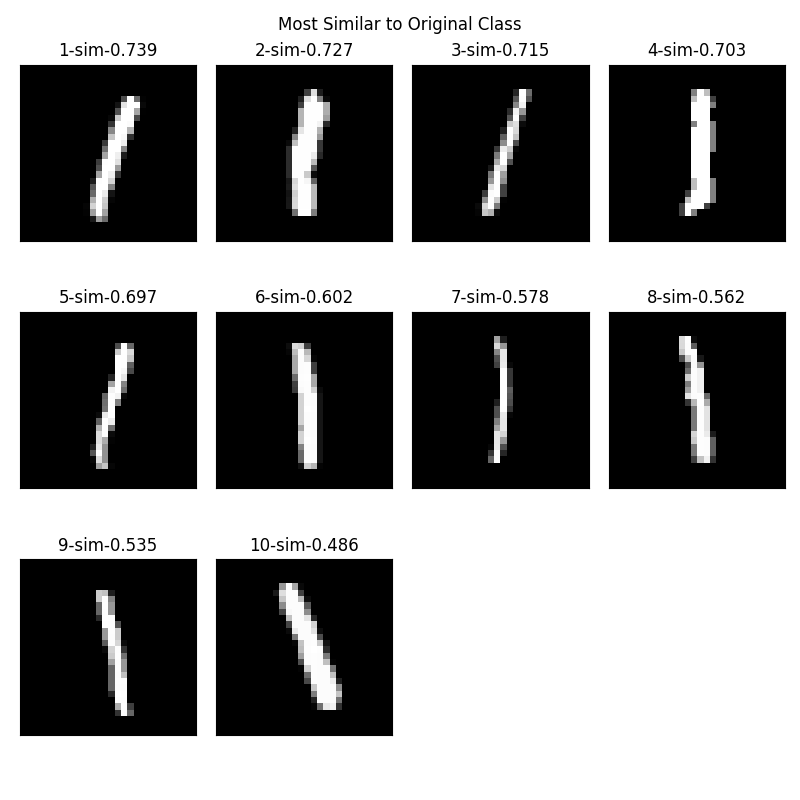 Most Similar to Original Class
1-sim-0.739 2-sim-0.727 3-sim-0.715 4-sim-0.703
5-sim-0.697 6-sim-0.602 7-sim-0.578 8-sim-0.562
9-sim-0.535 10-sim-0.486